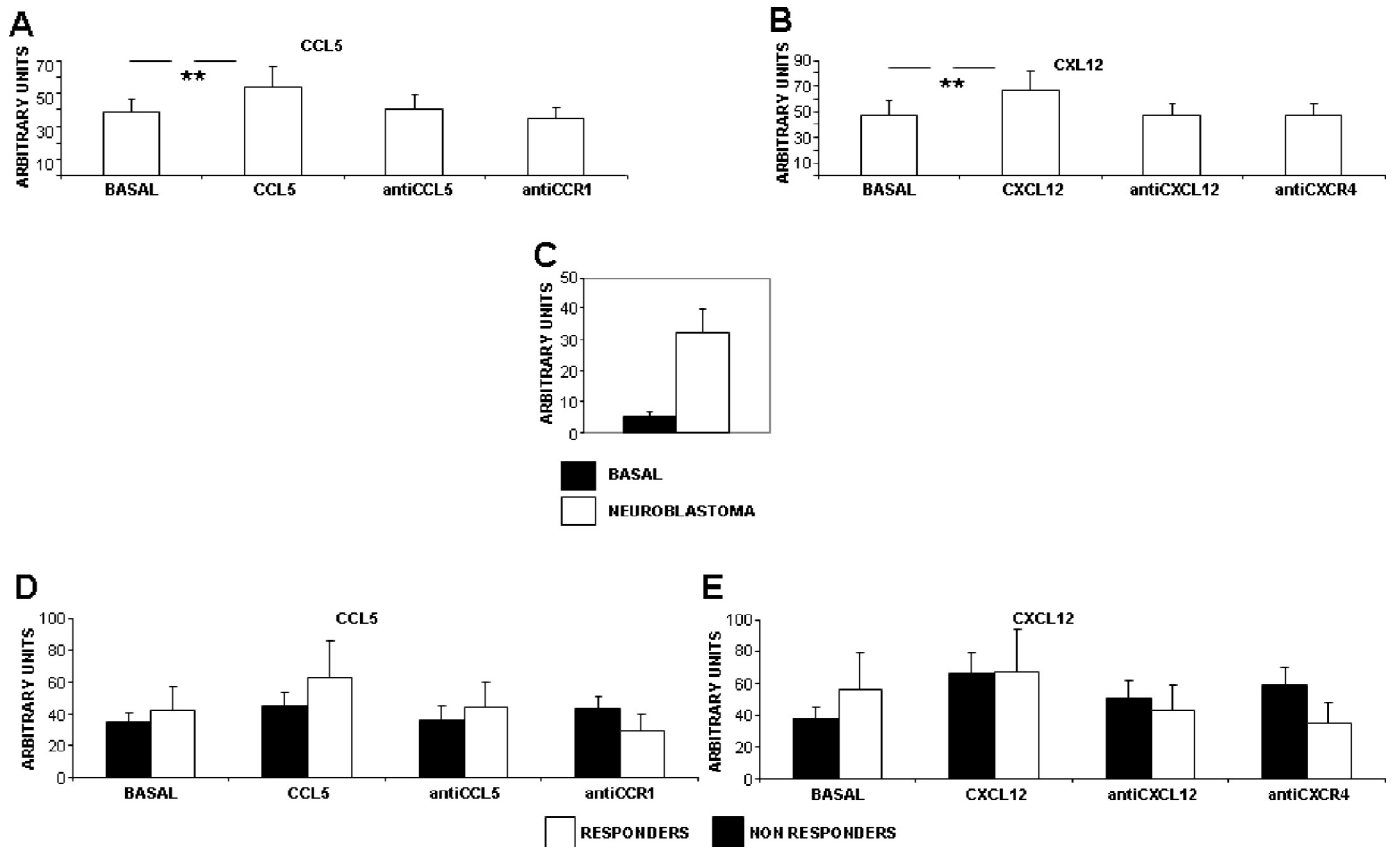 A
CCL5
ARBITRARY UNITS
70
50
30
10
**
BASAL CCL5 antiCCL5 antiCCR1
B
CXL12
ARBITRARY UNITS
90
70
50
30
10
**
BASAL CXCL12 antiCXCL12 antiCXCR4
C
ARBITRARY UNITS
50
40
30
20
10
0
BASAL
NEUROBLASTOMA
D
CCL5
ARBITRARY UNITS
100
80
60
40
20
0
BASAL CCL5 antiCCL5 antiCCR1
E
CXCL12
ARBITRARY UNITS
100
80
60
40
20
0
BASAL CXCL12 antiCXCL12 antiCXCR4
RESPONDERS NON RESPONDERS